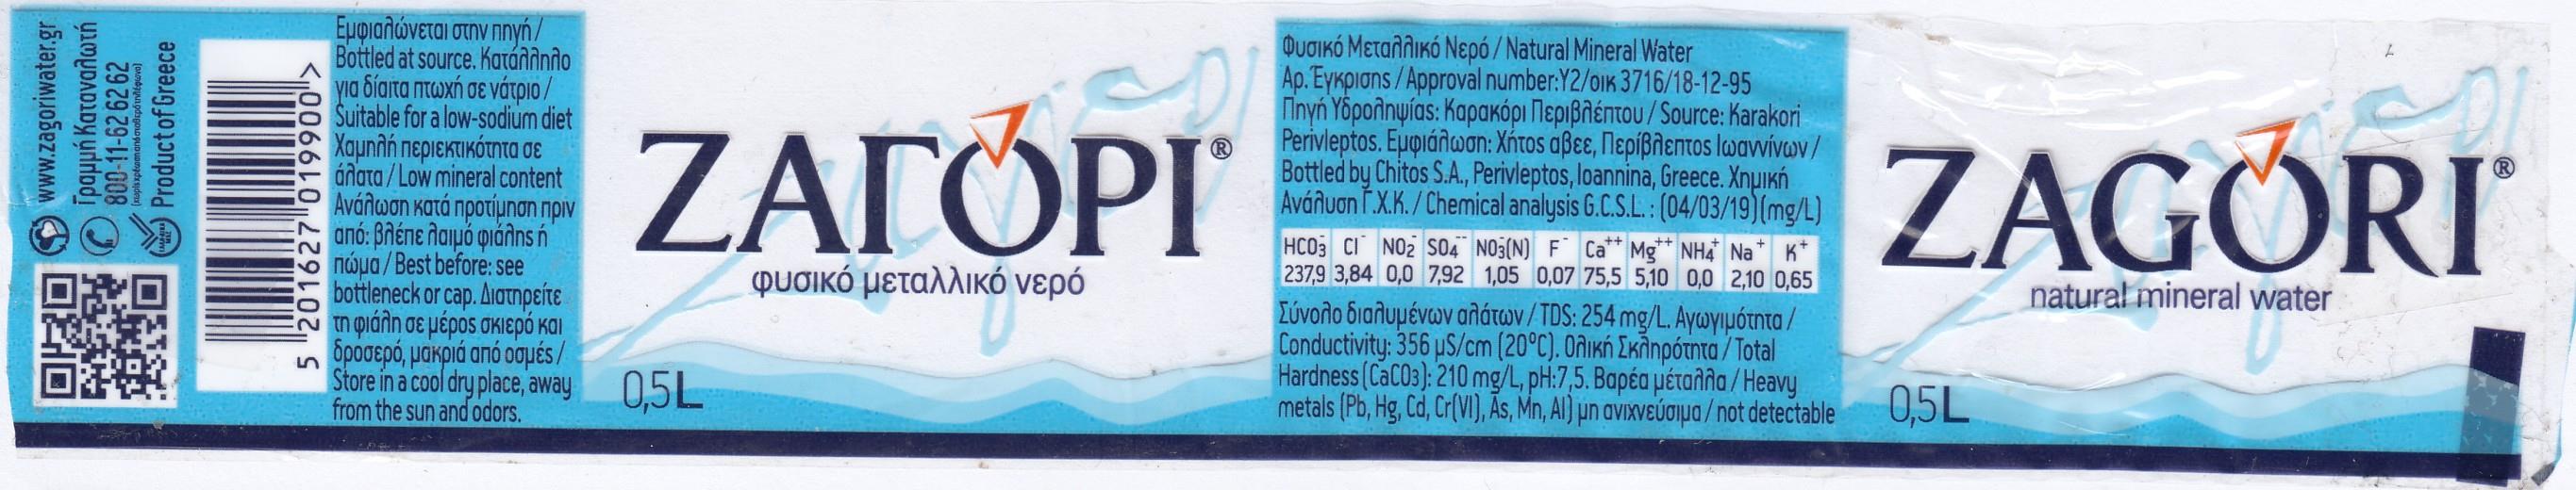 www.zagoriwater.gr
Γραμμή Καταναλωτή
800-11-62 62 62
Product of Greece
5 201627 019900 >
Εμφιαλώνεται στην πηγή /
Bottled at source. Κατάλληλο
για δίαιτα πτωχή σε νάτριο /
Suitable for a low-sodium diet
Χαμηλή περιεκτικότητα σε
άλατα / Low mineral content
Ανάλωση κατά προτίμηση πριν
από: βλέπε λαιμό φιάλης ή
πώμα / Best before: see
bottleneck or cap. Διατηρείτε
τη φιάλη σε μέρος σκιερό και
δροσερό, μακριά από οσμές /
Store in a cool dry place, away
from the sun and odors.
ΖΑΓΟΡΙ®
φυσικό μεταλλικό νερό
0,5L
Φυσικό Μεταλλικό Νερό / Natural Mineral Water
Αρ. Έγκρισης / Approval number:Υ2/οικ 3716/18-12-95
Πηγή Υδροληψίας: Καρακόρι Περιβλέπτου / Source: Karakori
Perivleptos. Εμφιάλωση: Χήτος αβεε, Περίβλεπτος Ιωαννίνων /
Bottled by Chitos S.A., Perivleptos, Ioannina, Greece. Χημική
Ανάλυση Γ.Χ.Κ. / Chemical analysis G.C.S.L. : (04/03/19)(mg/L)
HCO3⁻ Cl⁻ NO2⁻ SO4⁻⁻ NO3⁻(N) F⁻ Ca⁺⁺ Mg⁺⁺ NH4⁺ Na⁺ K⁺
237,9 3,84 0,0 7,92 1,05 0,07 75,5 5,10 0,0 2,10 0,65
Σύνολο διαλυμένων αλάτων / TDS: 254 mg/L. Αγωγιμότητα /
Conductivity: 356 μS/cm (20°C). Ολική Σκληρότητα / Total
Hardness (CaCO3): 210 mg/L, pH:7,5. Βαρέα μέταλλα / Heavy
metals (Pb, Hg, Cd, Cr(VI), As, Mn, Al) μη ανιχνεύσιμα / not detectable
ZAGORI®
natural mineral water
0,5L